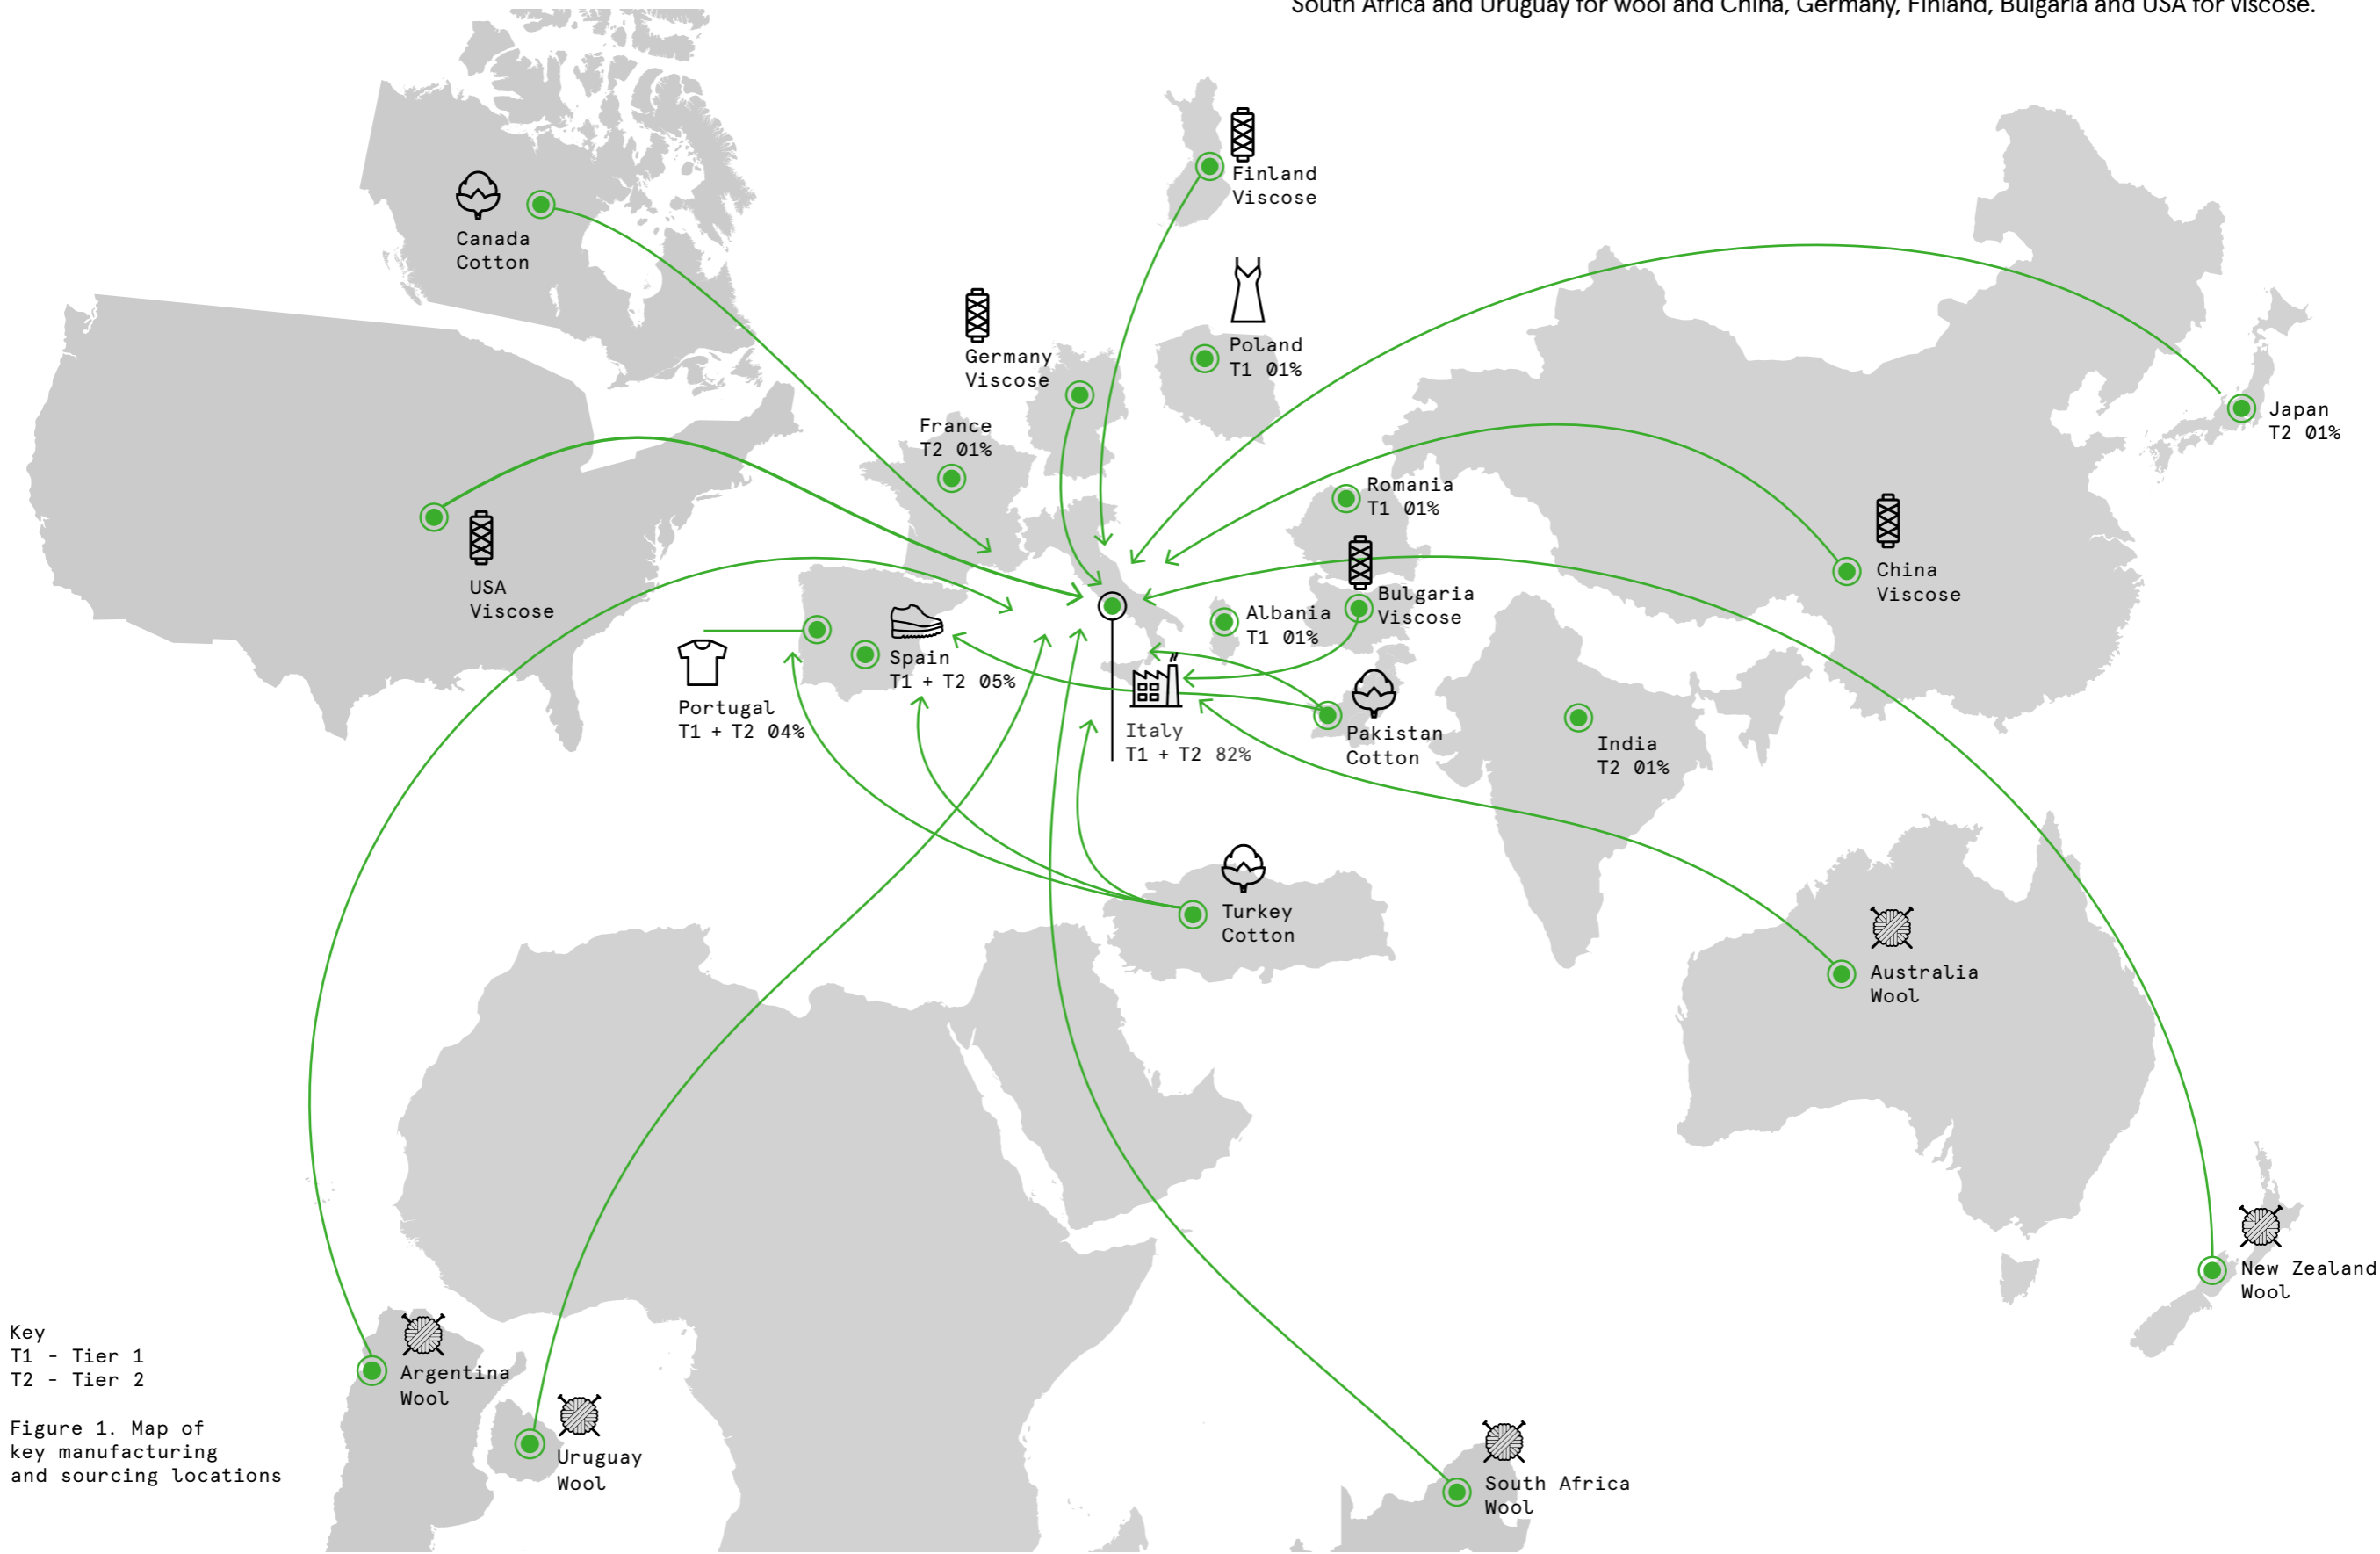 South Africa and Uruguay for wool and China, Germany, Finland, Bulgaria and USA for viscose.
Finland
Viscose
Canada
Cotton
Poland
T1 01%
Germany
Viscose
Japan
T2 01%
France
T2 01%
Romania
T1 01%
China
Viscose
USA
Viscose
Bulgaria
Viscose
Albania
T1 01%
Spain
T1 + T2 05%
Portugal
T1 + T2 04%
Italy
T1 + T2 82%
Pakistan
Cotton
India
T2 01%
Turkey
Cotton
Australia
Wool
New Zealand
Wool
Argentina
Wool
Uruguay
Wool
South Africa
Wool
Key
T1 - Tier 1
T2 - Tier 2
Figure 1. Map of
key manufacturing
and sourcing locations